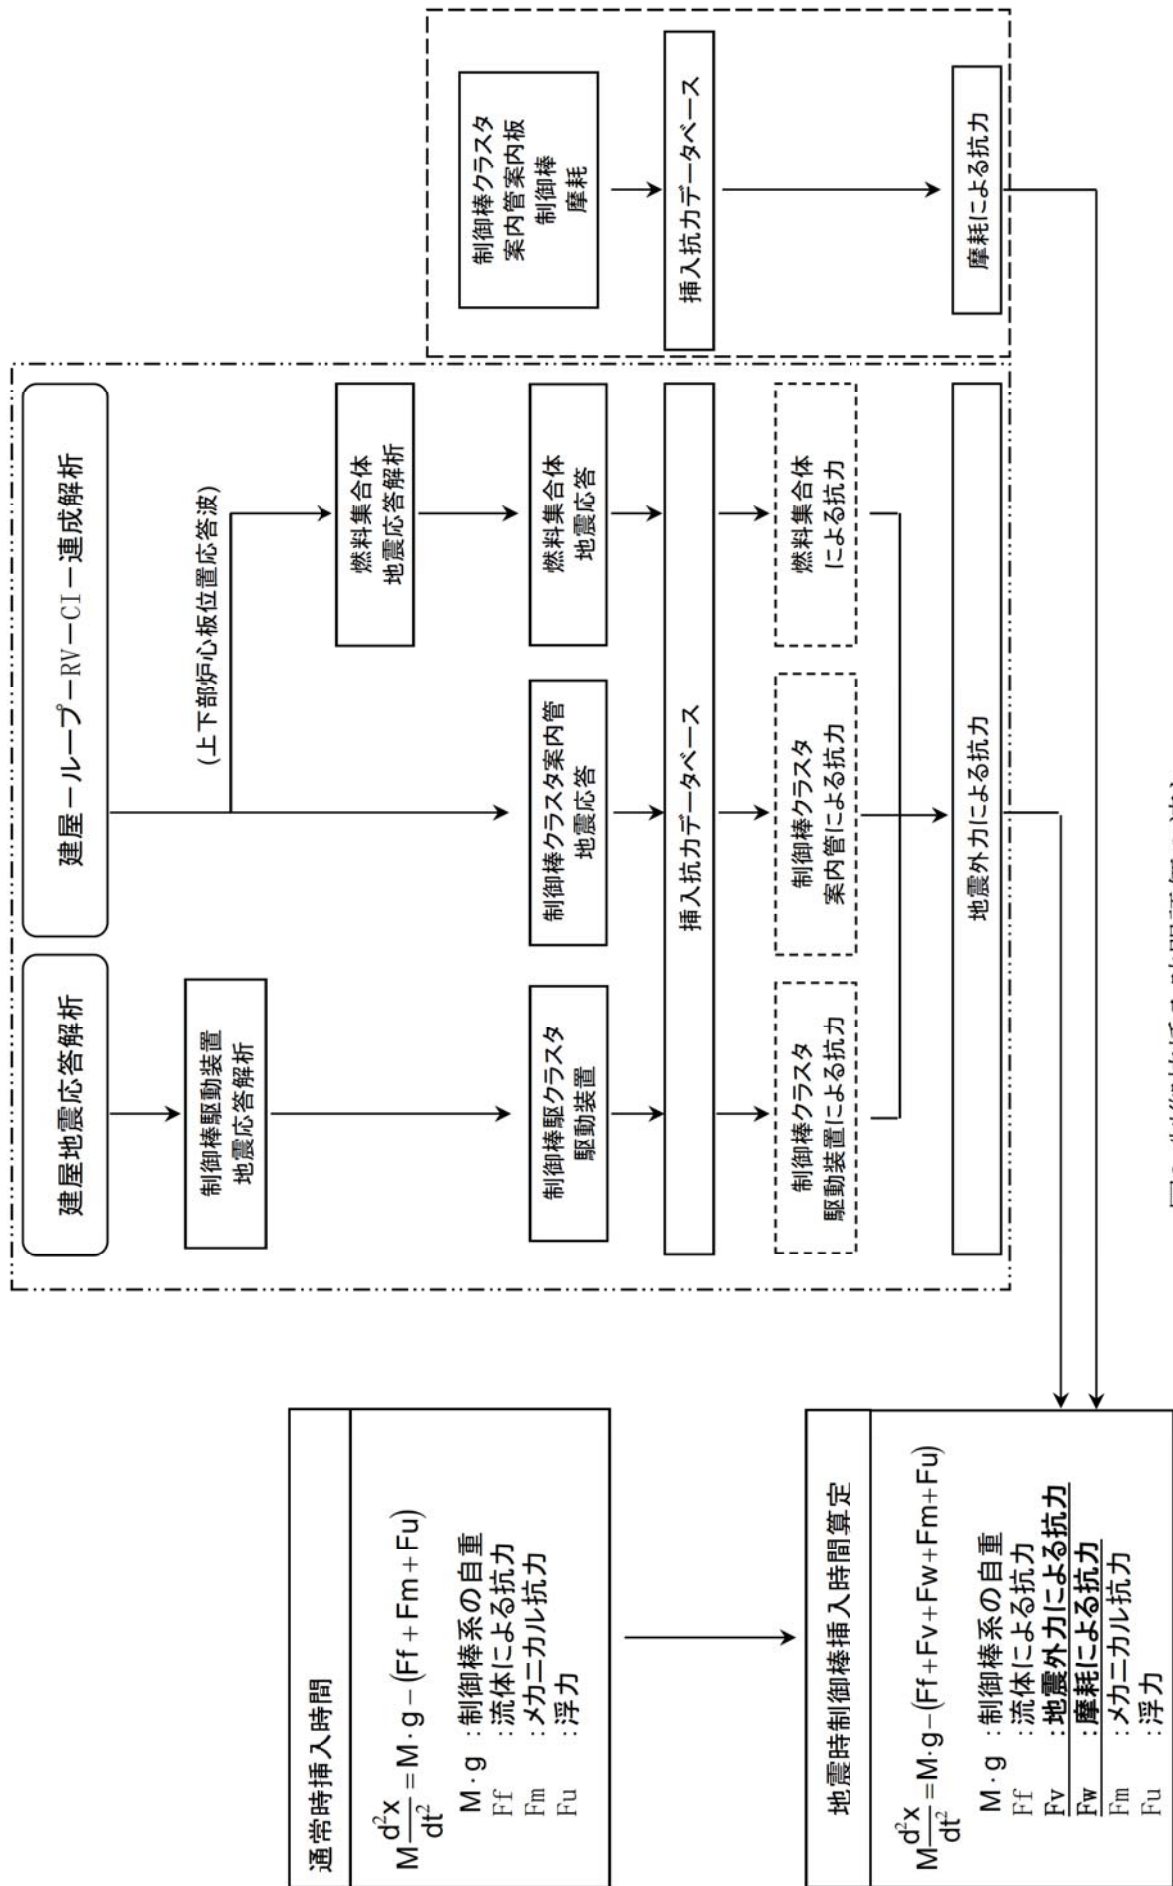 通常時挿入時間
M d²x/dt² = M·g − (Ff + Fm + Fu)
M·g :制御棒系の自重
Ff :流体による抗力
Fm :メカニカル抗力
Fu :浮力
地震時制御棒挿入時間算定
M d²x/dt² = M·g − (Ff + Fv + Fw + Fm + Fu)
M·g :制御棒系の自重
Ff :流体による抗力
Fv :地震外力による抗力
Fw :摩耗による抗力
Fm :メカニカル抗力
Fu :浮力
建屋地震応答解析
建屋-ループ-RV-CI-連成解析
(上下部炉心板位置応答波)
制御棒駆動装置
地震応答解析
燃料集合体
地震応答解析
制御棒駆クラスタ
駆動装置
制御棒クラスタ案内管
地震応答
燃料集合体
地震応答
挿入抗力データベース
制御棒クラスタ
駆動装置による抗力
制御棒クラスタ
案内管による抗力
燃料集合体
による抗力
地震外力による抗力
制御棒クラスタ
案内管案内板
制御棒
摩耗
挿入抗力データベース
摩耗による抗力